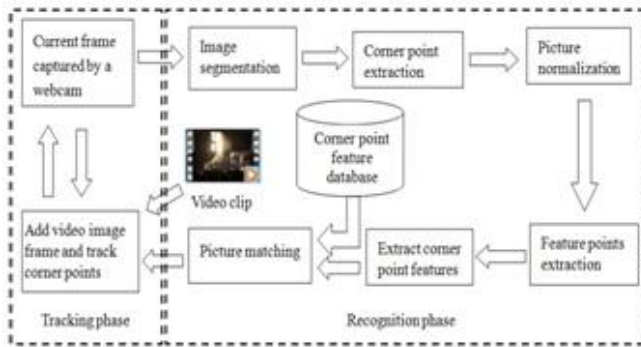 Current frame
captured by a
webcam
Image
segmentation
Corner point
extraction
Picture
normalization
Corner point
feature
database
Video clip
Add video image
frame and track
corner points
Picture matching
Extract corner
point features
Feature points
extraction
Tracking phase
Recognition phase